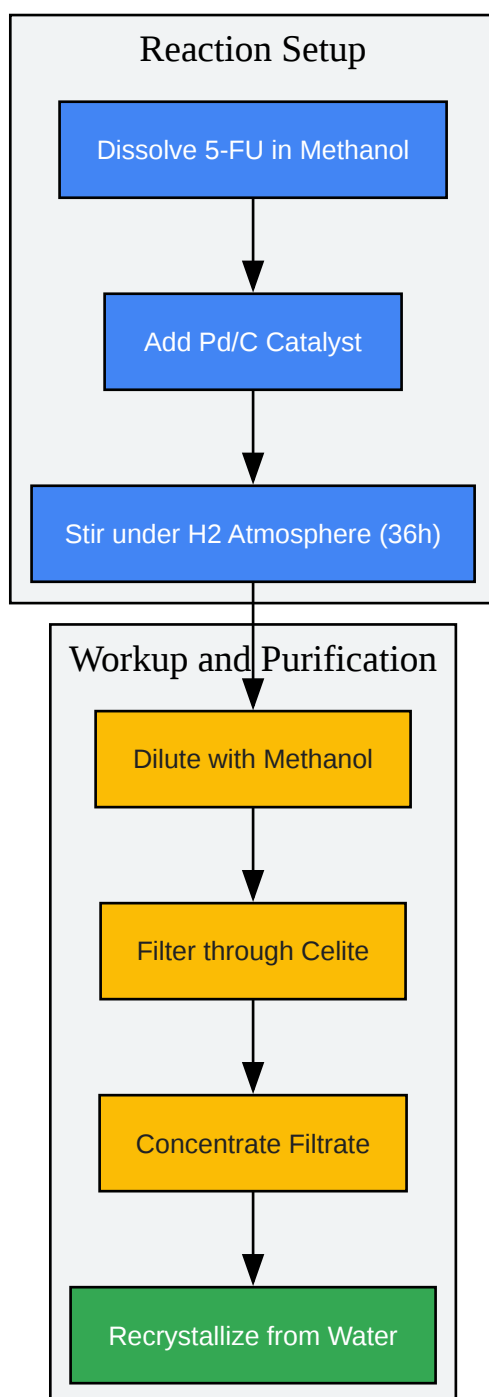 Reaction Setup
Dissolve 5-FU in Methanol
Add Pd/C Catalyst
Stir under H2 Atmosphere (36h)
Workup and Purification
Dilute with Methanol
Filter through Celite
Concentrate Filtrate
Recrystallize from Water